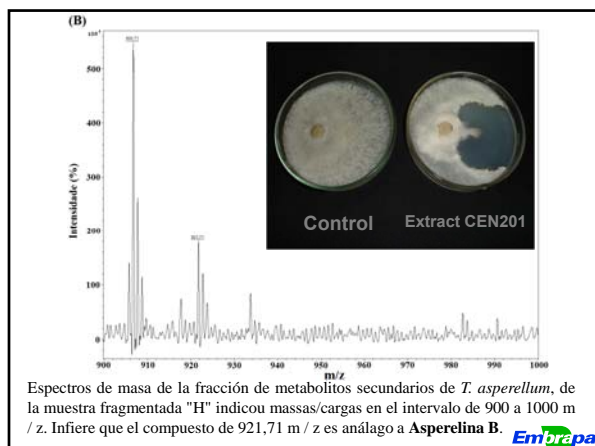 (B)
x10⁴
500
400
300
200
100
0
Intensidade (%)
900
910
920
930
940
950
960
970
980
990
1000
m/z
Control
Extract CEN201
Espectros de masa de la fracción de metabolitos secundarios de T. asperellum, de
la muestra fragmentada "H" indicou massas/cargas en el intervalo de 900 a 1000 m
/ z. Infiere que el compuesto de 921,71 m / z es análago a Asperelina B.
Embrapa